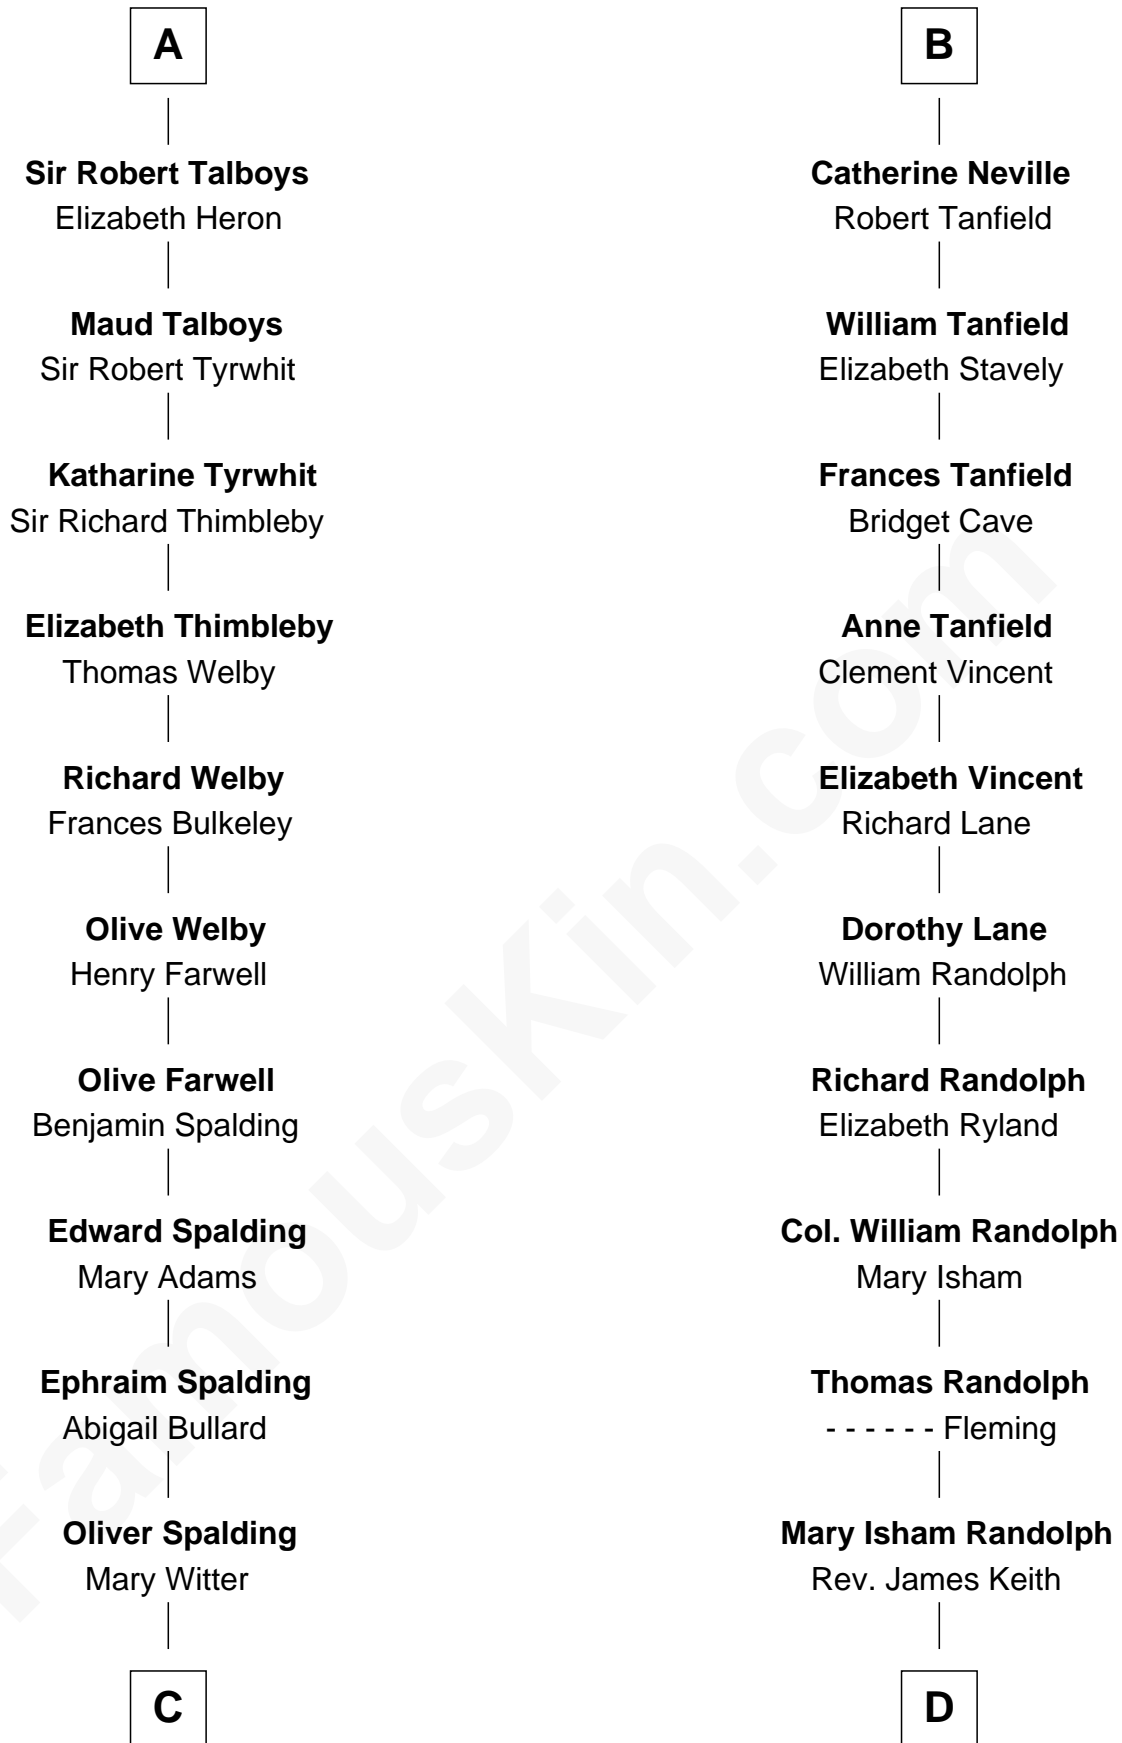 A
Sir Robert Talboys
Elizabeth Heron
Maud Talboys
Sir Robert Tyrwhit
Katharine Tyrwhit
Sir Richard Thimbleby
Elizabeth Thimbleby
Thomas Welby
Richard Welby
Frances Bulkeley
Olive Welby
Henry Farwell
Olive Farwell
Benjamin Spalding
Edward Spalding
Mary Adams
Ephraim Spalding
Abigail Bullard
Oliver Spalding
Mary Witter
C
B
Catherine Neville
Robert Tanfield
William Tanfield
Elizabeth Stavely
Frances Tanfield
Bridget Cave
Anne Tanfield
Clement Vincent
Elizabeth Vincent
Richard Lane
Dorothy Lane
William Randolph
Richard Randolph
Elizabeth Ryland
Col. William Randolph
Mary Isham
Thomas Randolph
- - - - - - Fleming
Mary Isham Randolph
Rev. James Keith
D
FamousKin.com